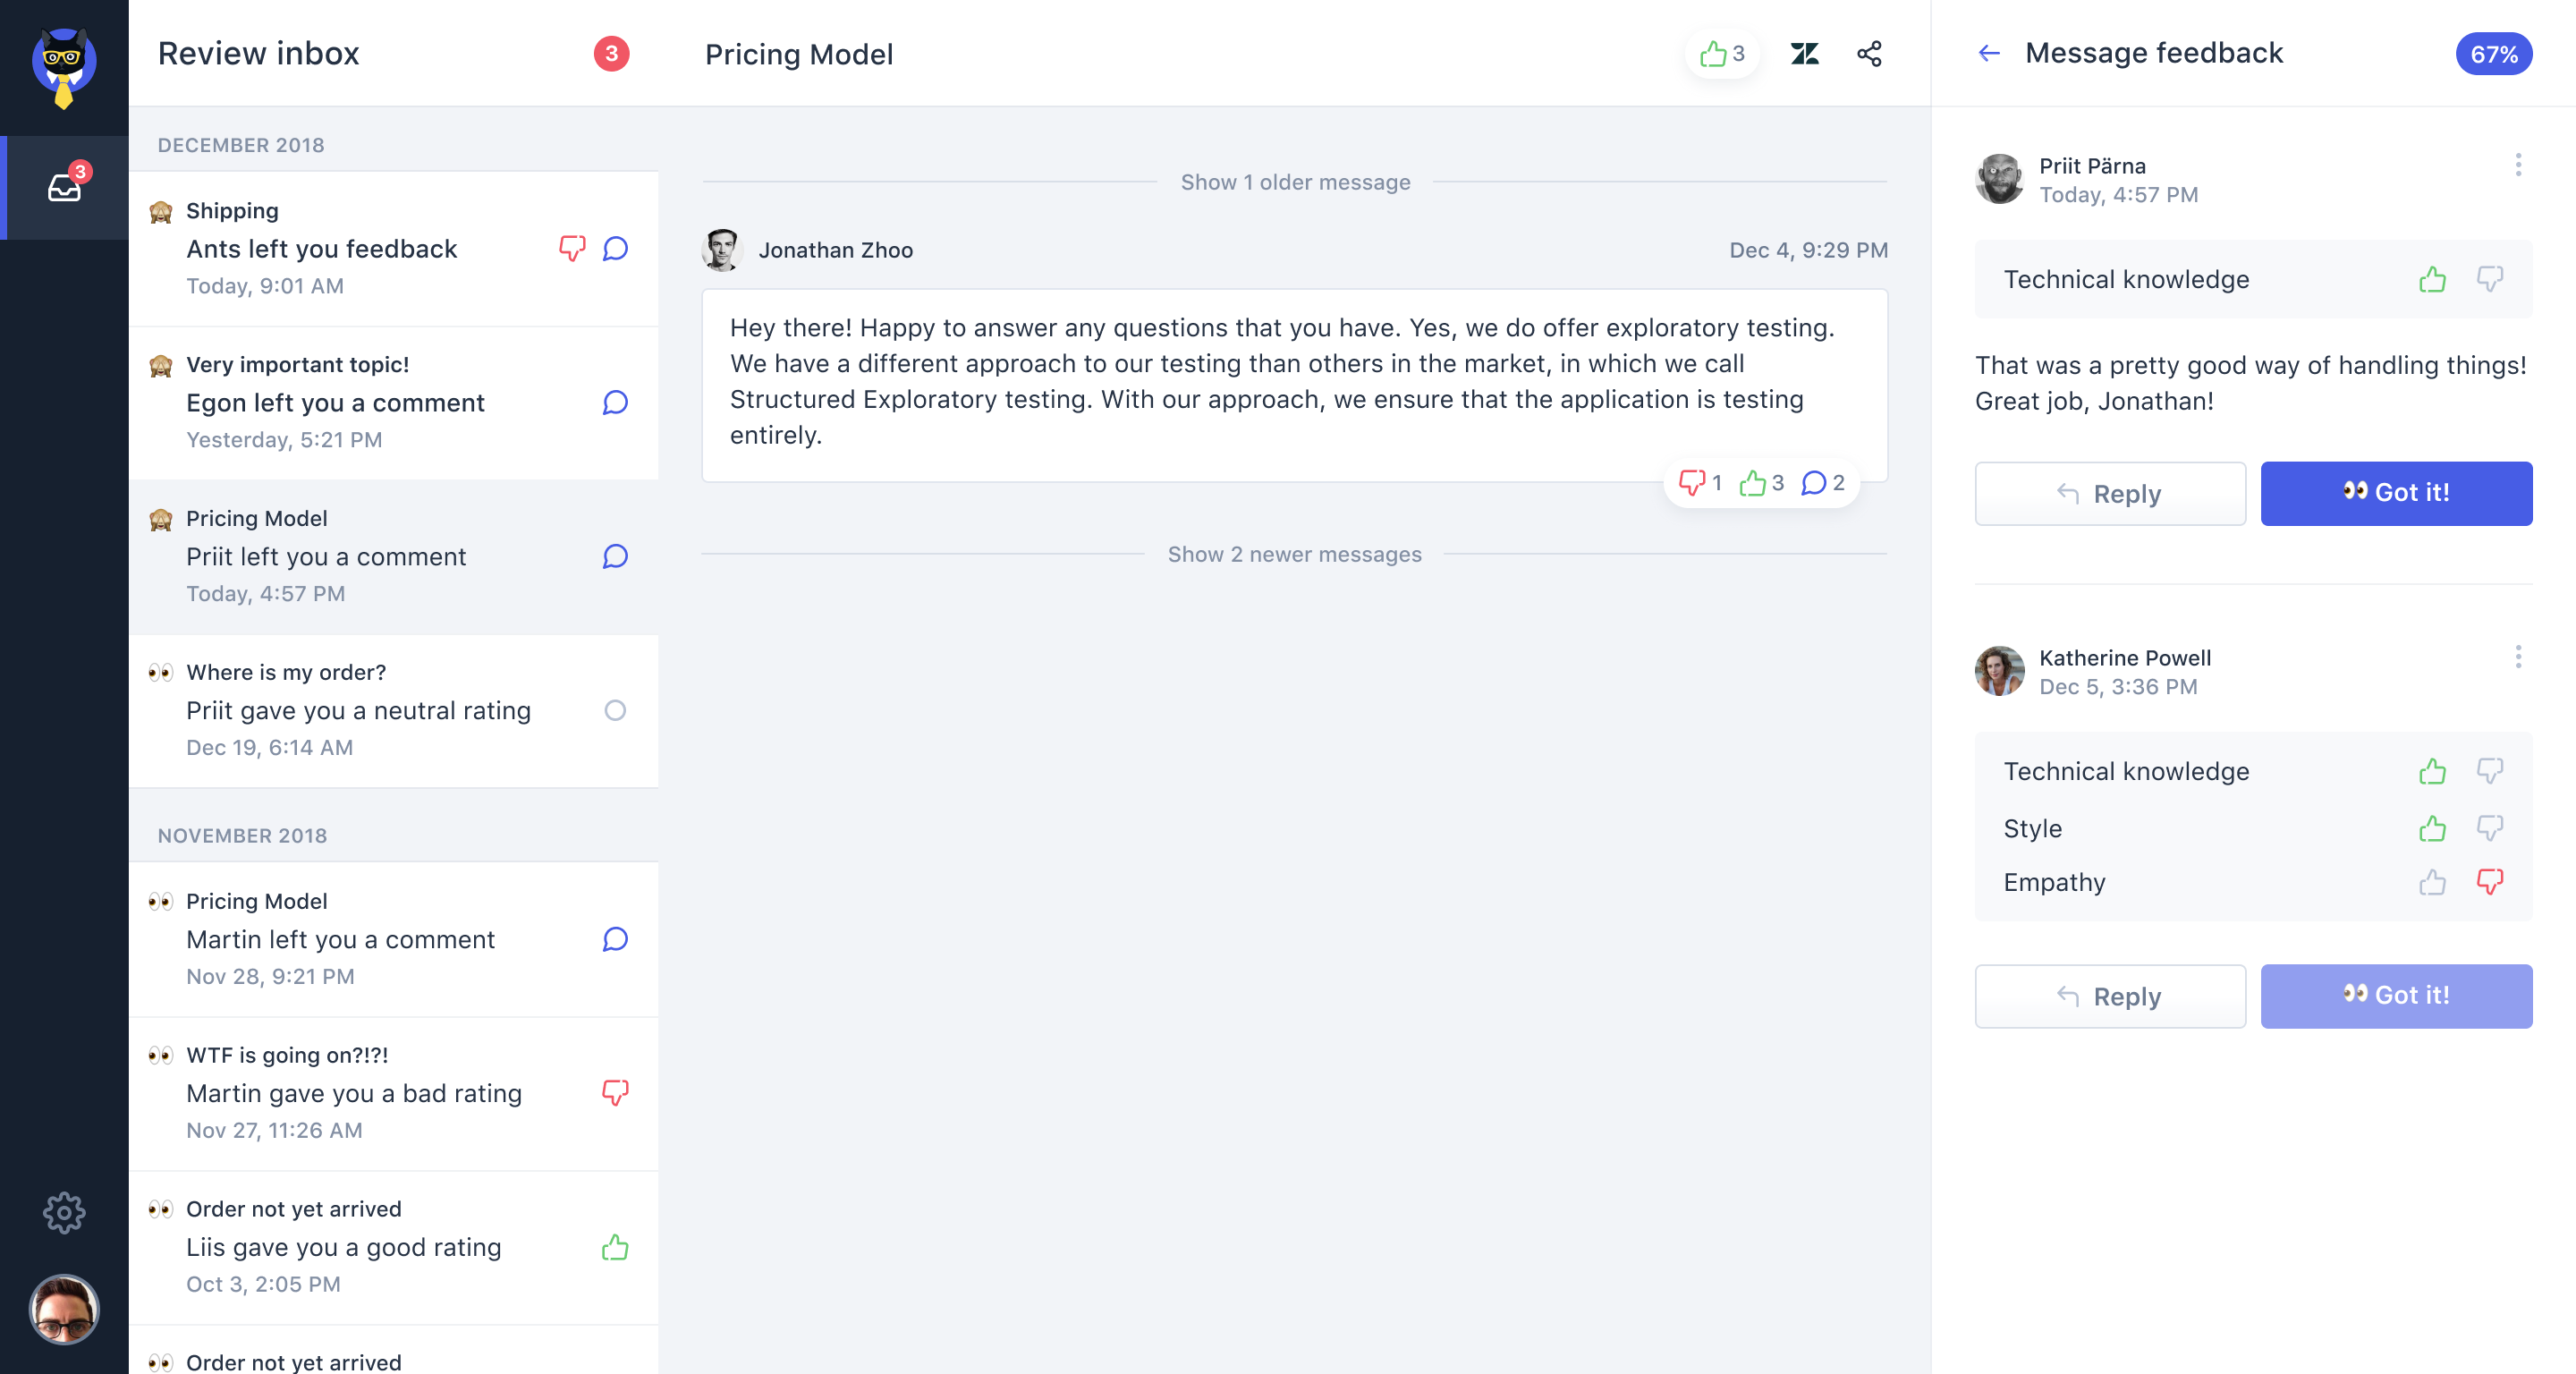 Review inbox
3
3
DECEMBER 2018
Shipping
Ants left you feedback
Today, 9:01 AM
Very important topic!
Egon left you a comment
Yesterday, 5:21 PM
Pricing Model
Priit left you a comment
Today, 4:57 PM
Where is my order?
Priit gave you a neutral rating
Dec 19, 6:14 AM
NOVEMBER 2018
Pricing Model
Martin left you a comment
Nov 28, 9:21 PM
WTF is going on?!?!
Martin gave you a bad rating
Nov 27, 11:26 AM
Order not yet arrived
Liis gave you a good rating
Oct 3, 2:05 PM
Order not yet arrived
Pricing Model
3
Show 1 older message
Jonathan Zhoo
Dec 4, 9:29 PM
Hey there! Happy to answer any questions that you have. Yes, we do offer exploratory testing.
We have a different approach to our testing than others in the market, in which we call
Structured Exploratory testing. With our approach, we ensure that the application is testing
entirely.
1 3 2
Show 2 newer messages
Message feedback
67%
Priit Pärna
Today, 4:57 PM
Technical knowledge
That was a pretty good way of handling things!
Great job, Jonathan!
Reply
Got it!
Katherine Powell
Dec 5, 3:36 PM
Technical knowledge
Style
Empathy
Reply
Got it!